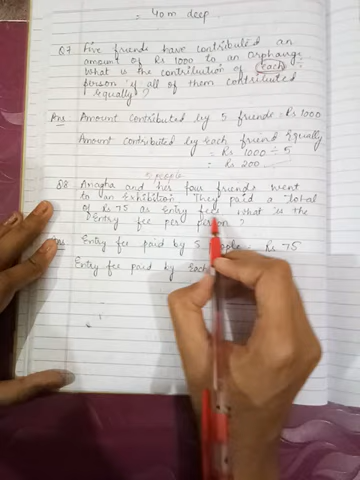 = 40 m deep.
Q7 Five friends have contributed an
amount of Rs 1000 to an orphange.
What is the contribution of each
person if all of them contributed
equally?
Ans Amount contributed by 5 friends = Rs 1000
Amount contributed by each friend Equally
= Rs 1000 ÷ 5
= Rs 200
5 people
Q8 Anagha and her four friends went
to an Exhibition. They paid a total
of Rs 75 as entry fee. What is the
Entry fee per person?
Ans Entry fee paid by 5 people = Rs 75
Entry fee paid by Each